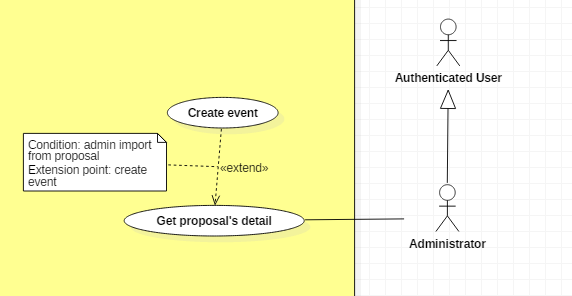 Authenticated User
Create event
Condition: admin import
from proposal
Extension point: create
event
«extend»
Get proposal's detail
Administrator